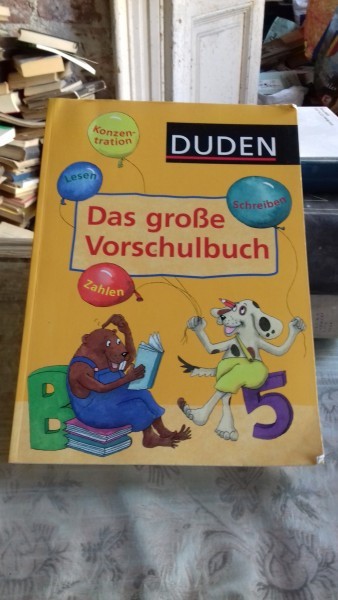 Konzen-
tration
DUDEN
Lesen
Schreiben
Das große
Vorschulbuch
Zahlen
B
5